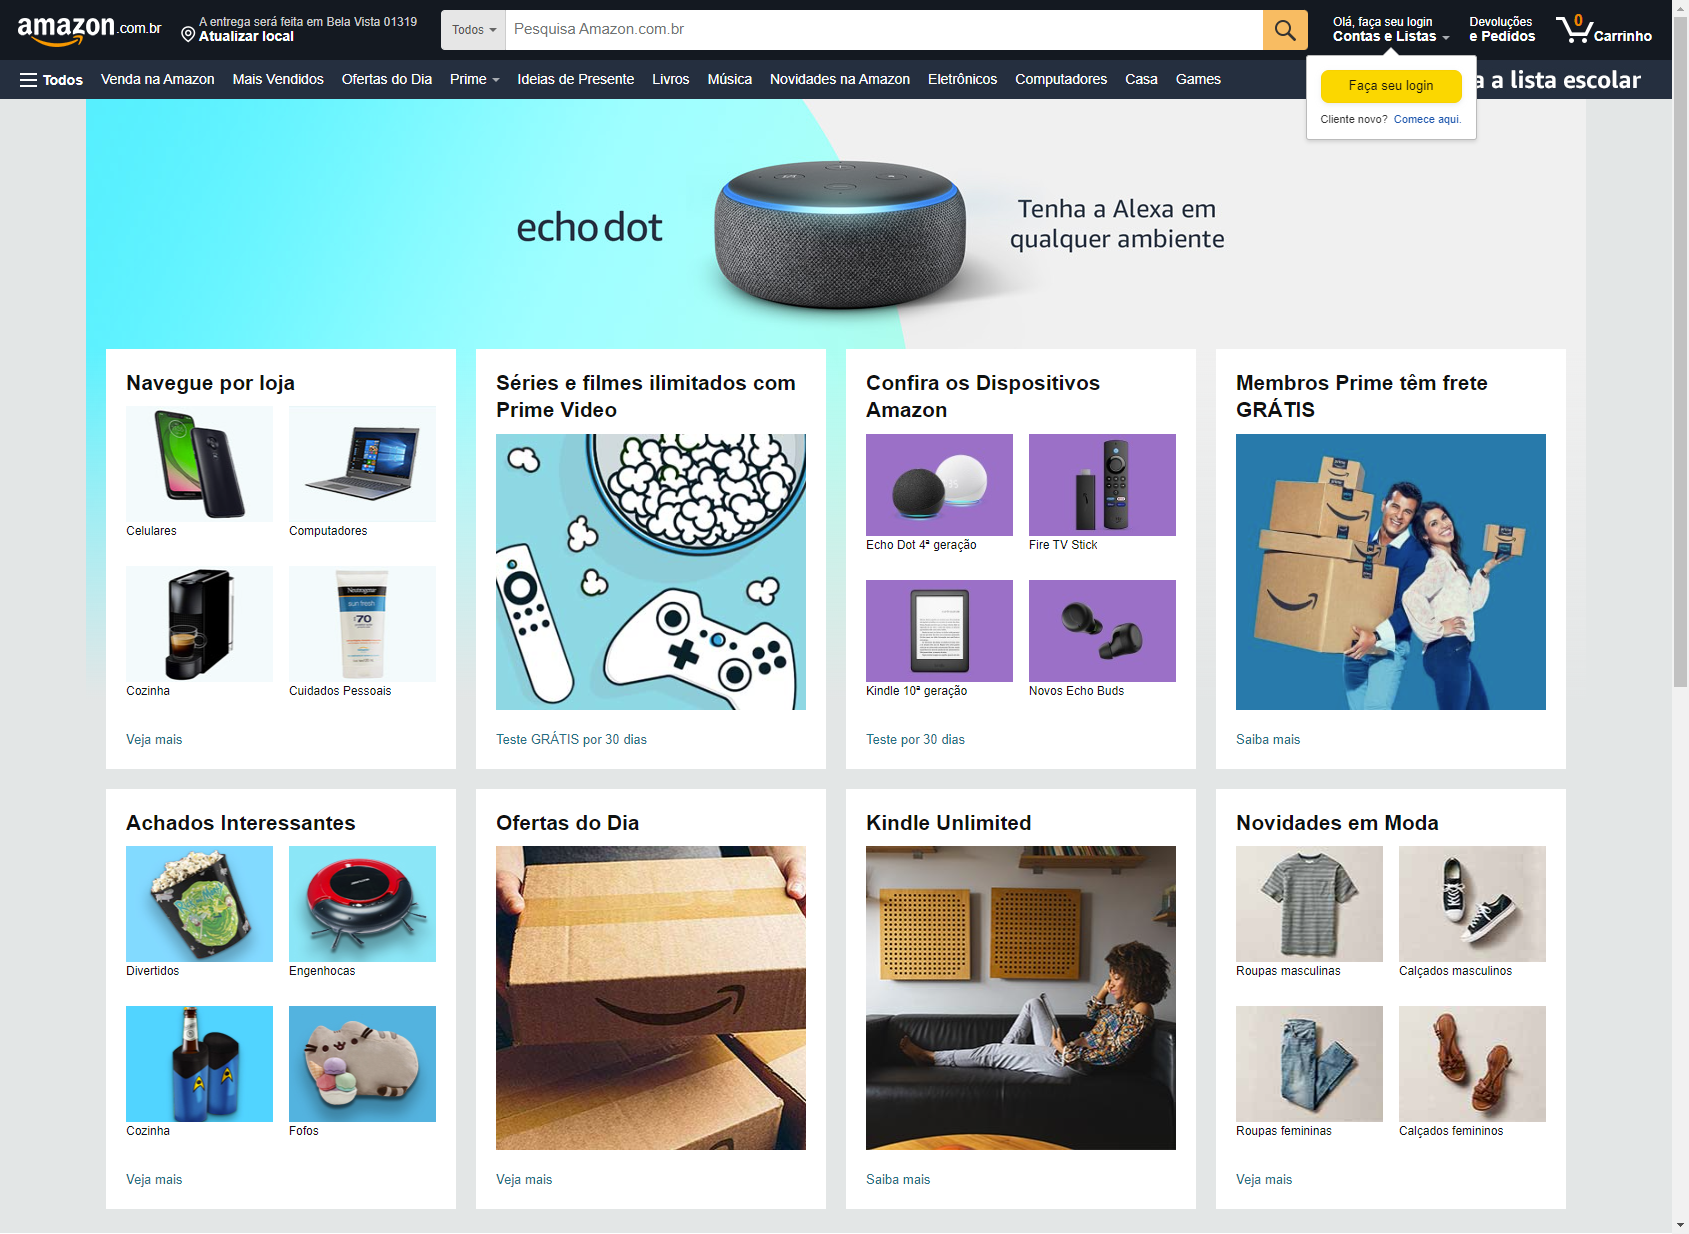 amazon.com.br
A entrega será feita em Bela Vista 01319
Atualizar local
Todos
Pesquisa Amazon.com.br
Olá, faça seu login
Contas e Listas
Devoluções
e Pedidos
0
Carrinho
Todos
Venda na Amazon
Mais Vendidos
Ofertas do Dia
Prime
Ideias de Presente
Livros
Música
Novidades na Amazon
Eletrônicos
Computadores
Casa
Games
a a lista escolar
Faça seu login
Cliente novo? Comece aqui.
echo dot
Tenha a Alexa em
qualquer ambiente
Navegue por loja
Celulares
Computadores
Cozinha
Neutrogena
sun fresh
70
Cuidados Pessoais
Veja mais
Séries e filmes ilimitados com
Prime Video
Teste GRÁTIS por 30 dias
Confira os Dispositivos
Amazon
Echo Dot 4ª geração
Fire TV Stick
Kindle 10ª geração
Novos Echo Buds
Teste por 30 dias
Membros Prime têm frete
GRÁTIS
Saiba mais
Achados Interessantes
Divertidos
Engenhocas
Cozinha
Fofos
Veja mais
Ofertas do Dia
Veja mais
Kindle Unlimited
Saiba mais
Novidades em Moda
Roupas masculinas
Calçados masculinos
Roupas femininas
Calçados femininos
Veja mais